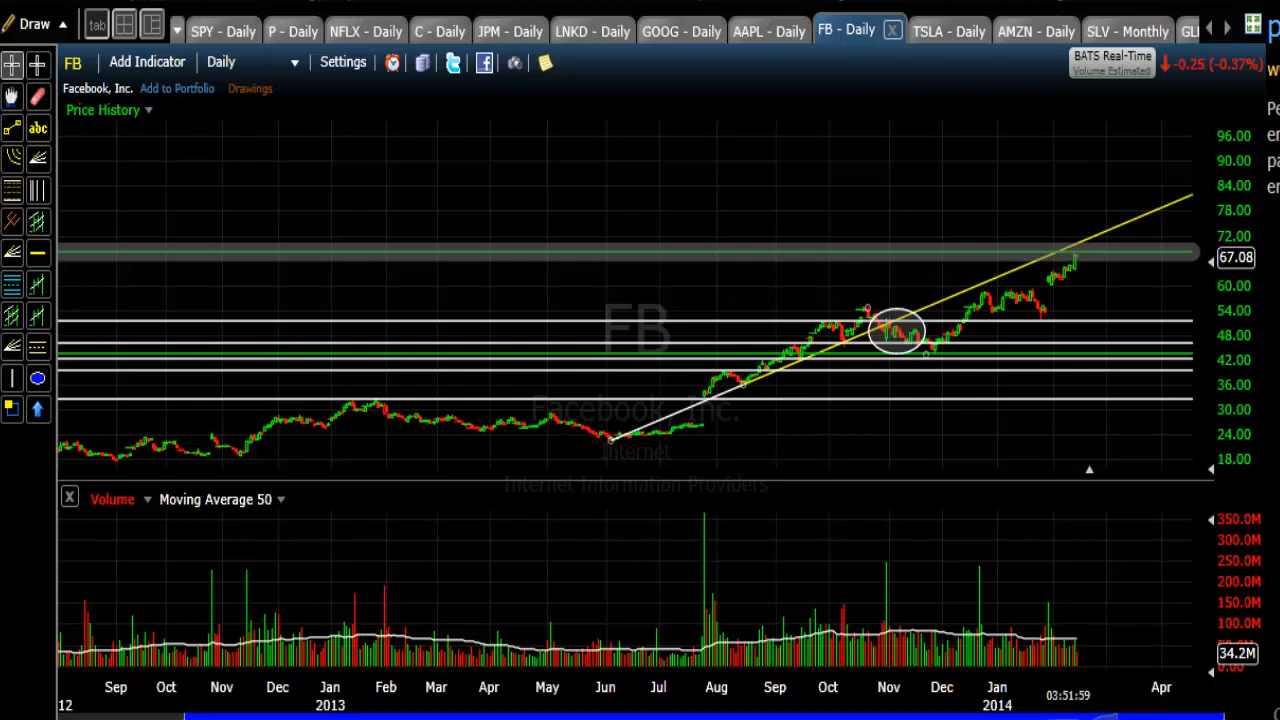 Draw tab SPY - Daily P - Daily NFLX - Daily C - Daily JPM - Daily LNKD - Daily GOOG - Daily AAPL - Daily FB - Daily X TSLA - Daily AMZN - Daily SLV - Monthly GL
FB Add Indicator Daily Settings
BATS Real-Time
Volume Estimated
-0.25 (-0.37%)
Facebook, Inc. Add to Portfolio Drawings
Price History
abc
96.00
90.00
84.00
78.00
72.00
67.08
60.00
54.00
48.00
42.00
36.00
30.00
24.00
18.00
FB
Facebook, Inc.
Internet
Internet Information Providers
X Volume Moving Average 50
350.0M
300.0M
250.0M
200.0M
150.0M
100.0M
34.2M
0.00
Sep Oct Nov Dec Jan Feb Mar Apr May Jun Jul Aug Sep Oct Nov Dec Jan 03:51:59 Apr
12 2013 2014